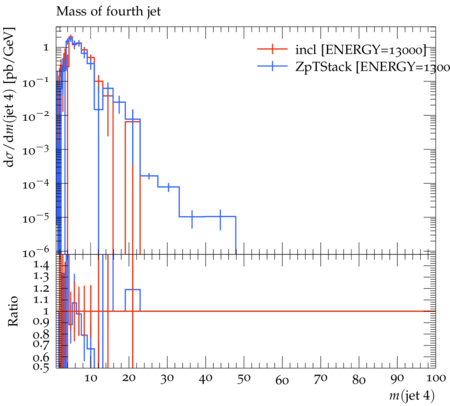 Mass of fourth jet
dσ/dm(jet 4) [pb/GeV]
1
10⁻¹
10⁻²
10⁻³
10⁻⁴
10⁻⁵
10⁻⁶
incl [ENERGY=13000]
ZpTStack [ENERGY=1300
Ratio
1.4
1.3
1.2
1.1
1
0.9
0.8
0.7
0.6
0.5
10 20 30 40 50 60 70 80 90 100
m(jet 4)